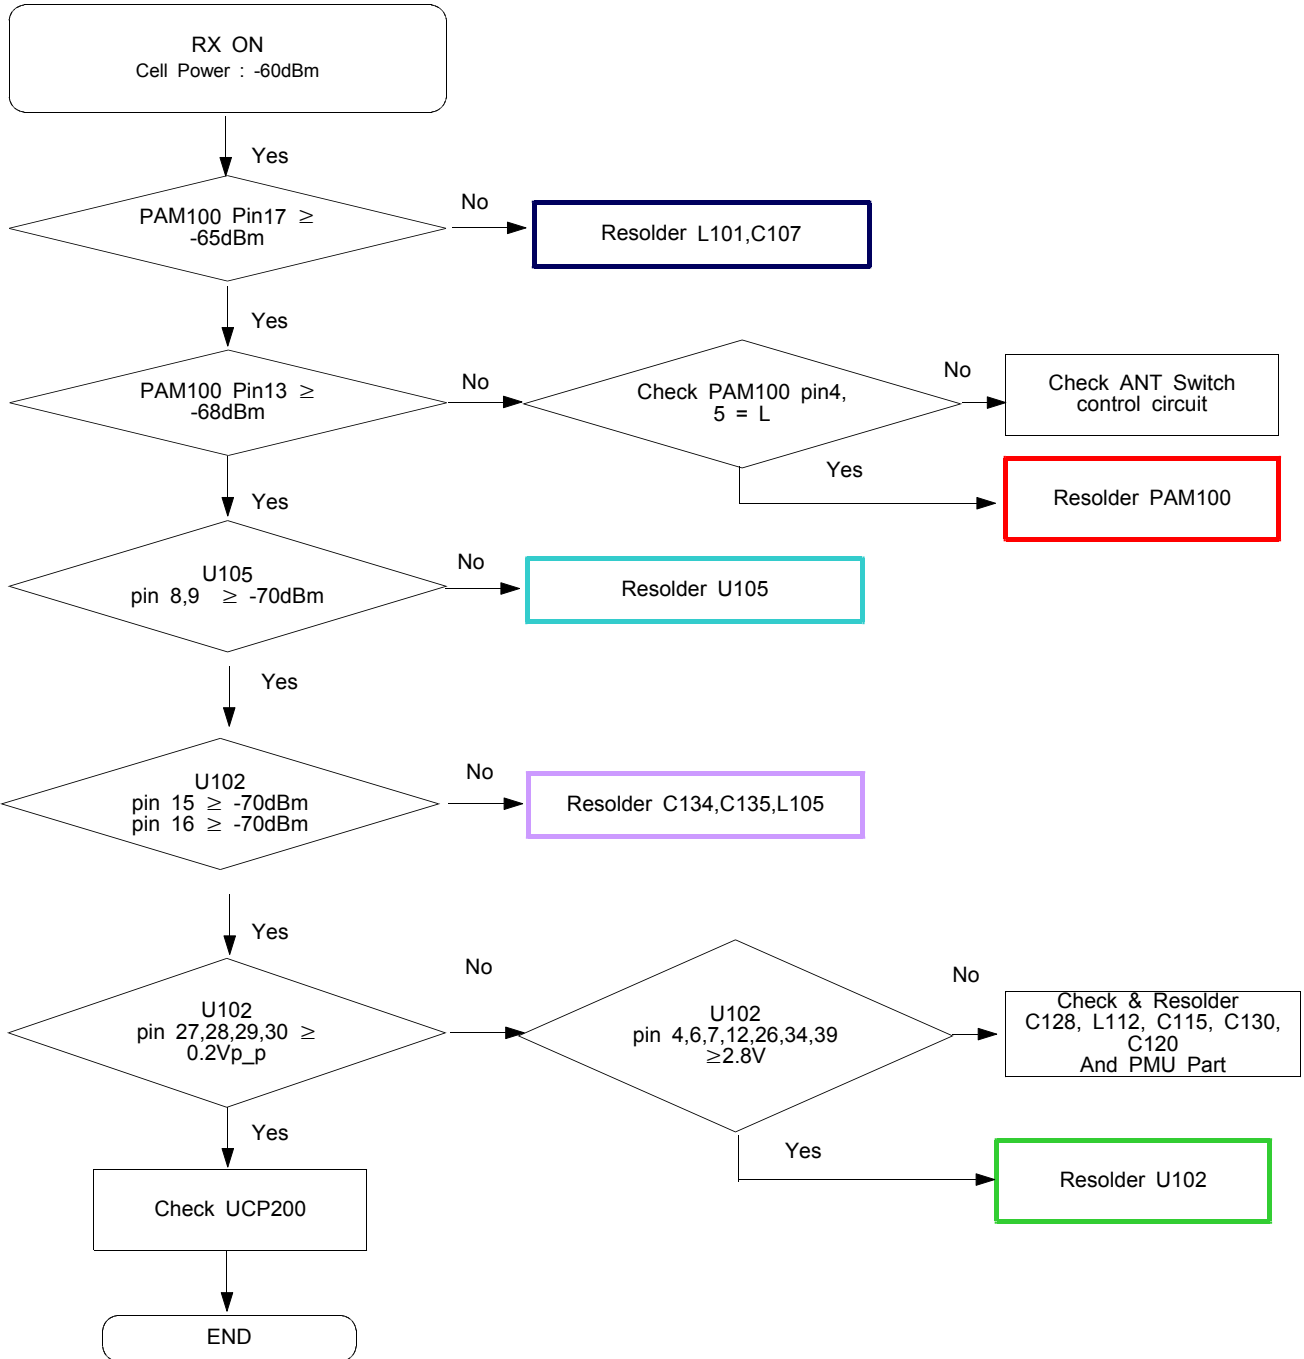 RX ON
Cell Power : -60dBm
Yes
PAM100 Pin17 ≥
-65dBm
No
Resolder L101,C107
Yes
PAM100 Pin13 ≥
-68dBm
No
Check PAM100 pin4,
5 = L
No
Check ANT Switch
control circuit
Yes
Resolder PAM100
Yes
U105
pin 8,9 ≥ -70dBm
No
Resolder U105
Yes
U102
pin 15 ≥ -70dBm
pin 16 ≥ -70dBm
No
Resolder C134,C135,L105
Yes
U102
pin 27,28,29,30 ≥
0.2Vp_p
No
U102
pin 4,6,7,12,26,34,39
≥2.8V
No
Check & Resolder
C128, L112, C115, C130,
C120
And PMU Part
Yes
Resolder U102
Yes
Check UCP200
END